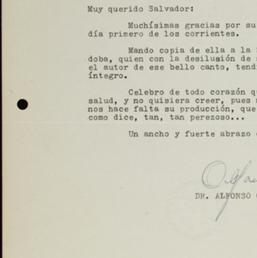 Muy querido Salvador:
Muchísimas gracias por su
día primero de los corrientes.
Mando copia de ella a la
doba, quien con la desilusión de
el autor de ese bello canto, tend
íntegro.
Celebro de todo corazón qu
salud, y no quisiera creer, pues
nos hace falta su producción, que
como dice, tan, tan perezoso...
Un ancho y fuerte abrazo
DR. ALFONSO